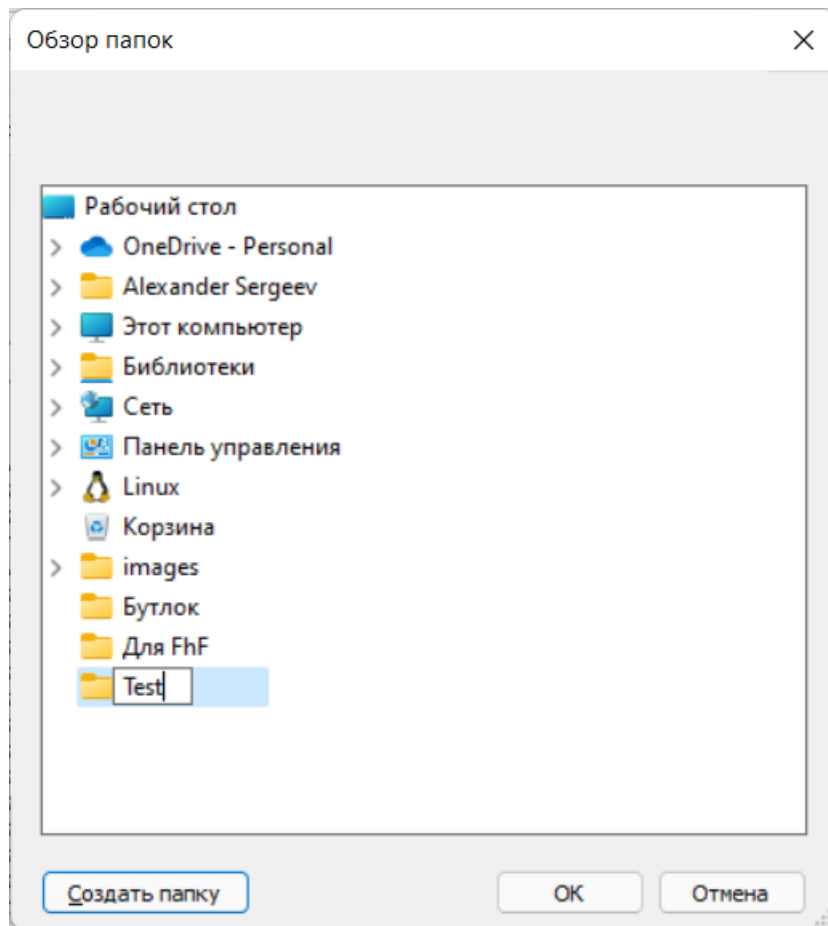 Обзор папок
Рабочий стол
OneDrive - Personal
Alexander Sergeev
Этот компьютер
Библиотеки
Сеть
Панель управления
Linux
Корзина
images
Бутлок
Для FhF
Test
Создать папку ОК Отмена